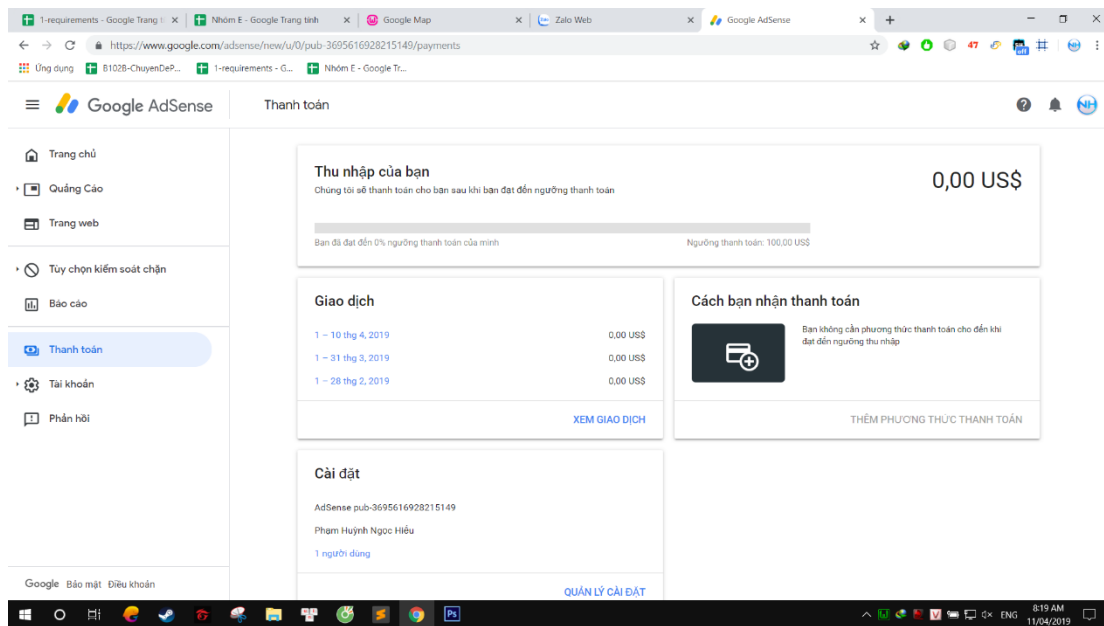 1-requirements - Google Trang t
Nhóm E - Google Trang tính
Google Map
Zalo Web
Google AdSense
https://www.google.com/adsense/new/u/0/pub-3695616928215149/payments
47
off
NH
Ứng dụng
B102B-ChuyenDeP...
1-requirements - G...
Nhóm E - Google Tr...
Google AdSense
Thanh toán
NH
Trang chủ
Quảng Cáo
Trang web
Tùy chọn kiểm soát chặn
Báo cáo
Thanh toán
Tài khoản
Phản hồi
Thu nhập của bạn
0,00 US$
Chúng tôi sẽ thanh toán cho bạn sau khi bạn đạt đến ngưỡng thanh toán
Bạn đã đạt đến 0% ngưỡng thanh toán của mình
Ngưỡng thanh toán: 100,00 US$
Giao dịch
1 – 10 thg 4, 2019 0,00 US$
1 – 31 thg 3, 2019 0,00 US$
1 – 28 thg 2, 2019 0,00 US$
XEM GIAO DỊCH
Cách bạn nhận thanh toán
Bạn không cần phương thức thanh toán cho đến khi
đạt đến ngưỡng thu nhập
THÊM PHƯƠNG THỨC THANH TOÁN
Cài đặt
AdSense pub-3695616928215149
Phạm Huỳnh Ngọc Hiếu
1 người dùng
QUẢN LÝ CÀI ĐẶT
Google Bảo mật Điều khoản
Ps
ENG
8:19 AM
11/04/2019